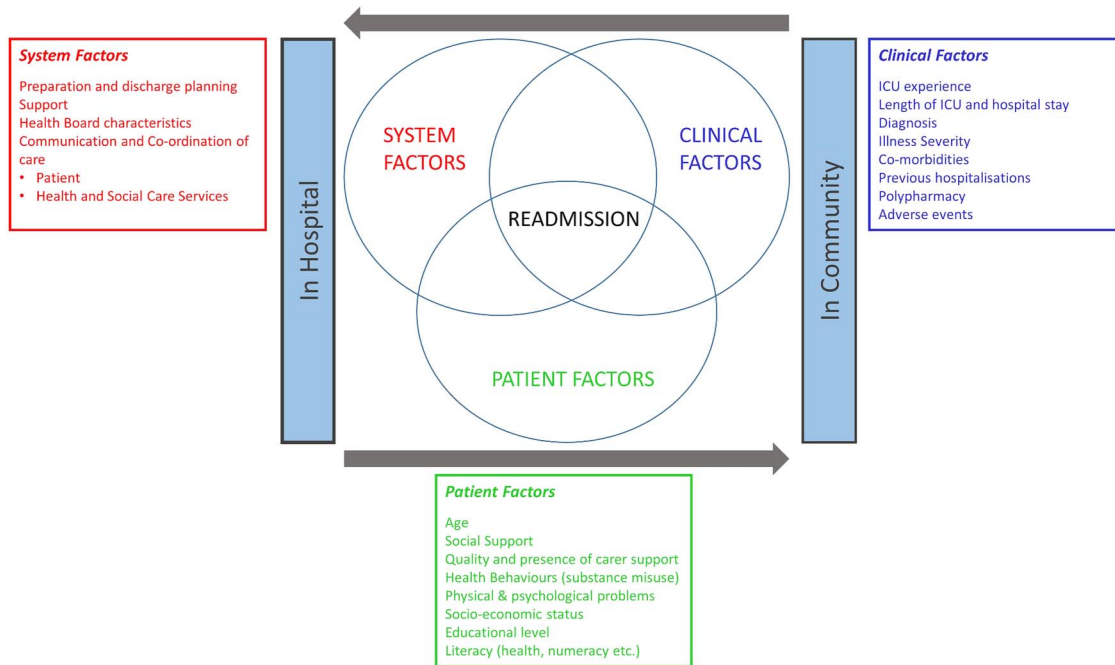 System Factors
Preparation and discharge planning
Support
Health Board characteristics
Communication and Co-ordination of
care
• Patient
• Health and Social Care Services
In Hospital
SYSTEM
FACTORS
CLINICAL
FACTORS
READMISSION
PATIENT FACTORS
In Community
Clinical Factors
ICU experience
Length of ICU and hospital stay
Diagnosis
Illness Severity
Co-morbidities
Previous hospitalisations
Polypharmacy
Adverse events
Patient Factors
Age
Social Support
Quality and presence of carer support
Health Behaviours (substance misuse)
Physical & psychological problems
Socio-economic status
Educational level
Literacy (health, numeracy etc.)